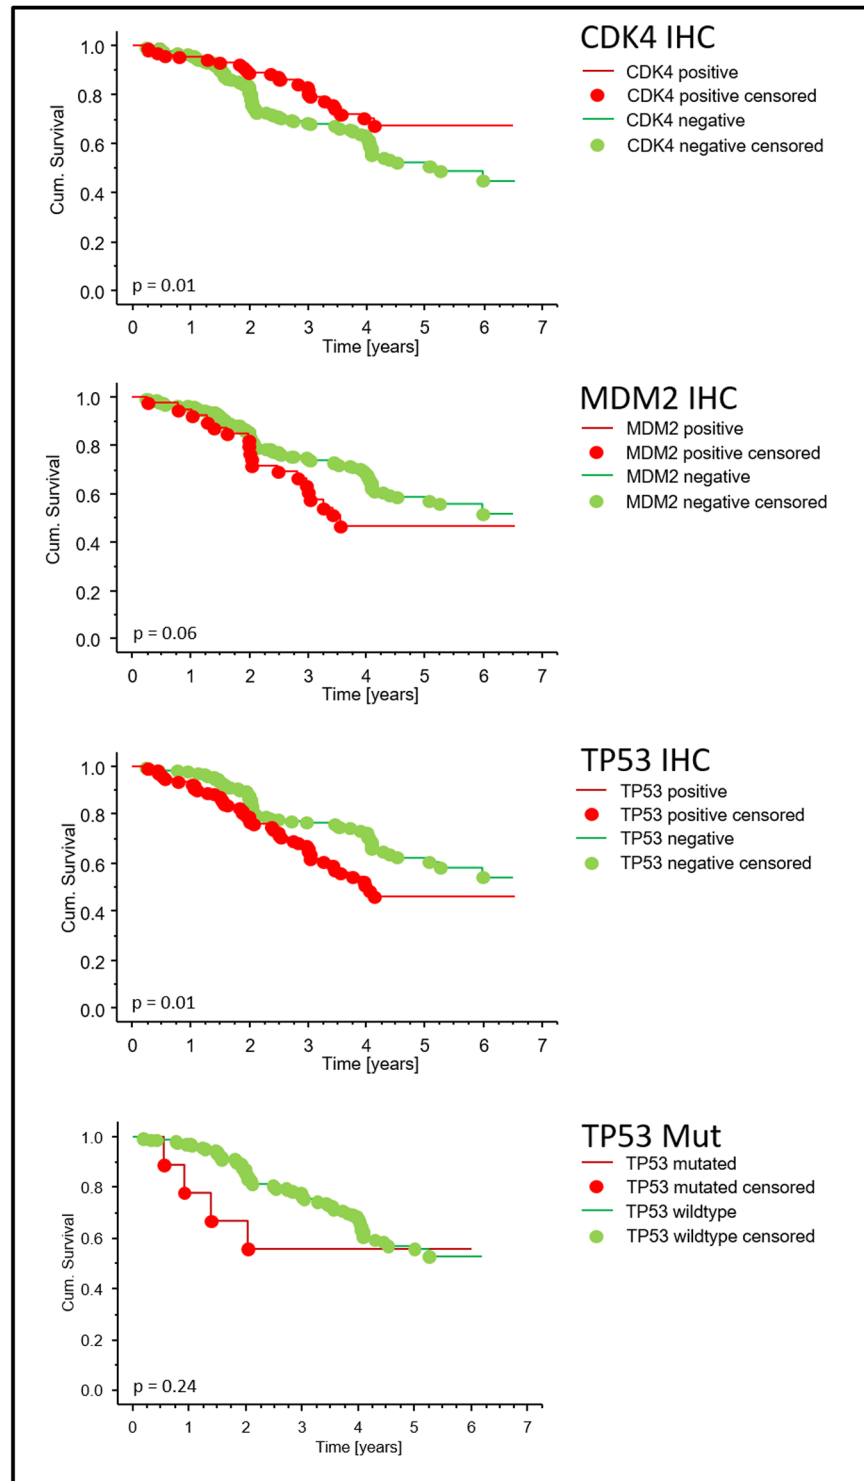 CDK4 IHC
CDK4 positive
CDK4 positive censored
CDK4 negative
CDK4 negative censored
Cum. Survival
1.0
0.8
0.6
0.4
0.2
0.0
p = 0.01
0 1 2 3 4 5 6 7
Time [years]
MDM2 IHC
MDM2 positive
MDM2 positive censored
MDM2 negative
MDM2 negative censored
Cum. Survival
1.0
0.8
0.6
0.4
0.2
0.0
p = 0.06
0 1 2 3 4 5 6 7
Time [years]
TP53 IHC
TP53 positive
TP53 positive censored
TP53 negative
TP53 negative censored
Cum. Survival
1.0
0.8
0.6
0.4
0.2
0.0
p = 0.01
0 1 2 3 4 5 6 7
Time [years]
TP53 Mut
TP53 mutated
TP53 mutated censored
TP53 wildtype
TP53 wildtype censored
Cum. Survival
1.0
0.8
0.6
0.4
0.2
0.0
p = 0.24
0 1 2 3 4 5 6 7
Time [years]